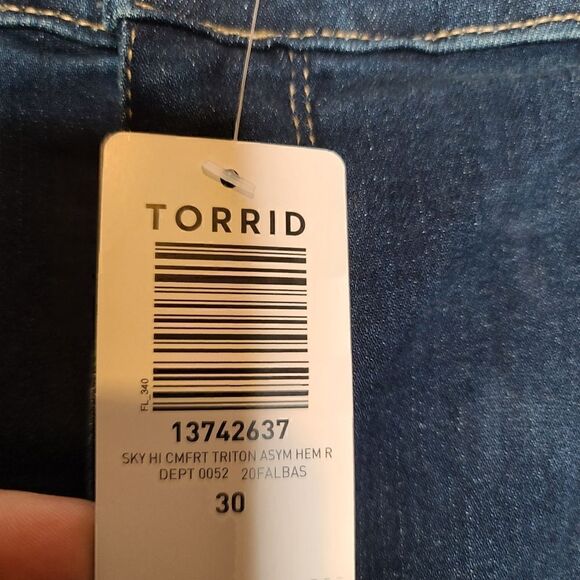 TORRID
FL_340
13742637
SKY HI CMFRT TRITON ASYM HEM R
DEPT 0052 20FALBAS
30